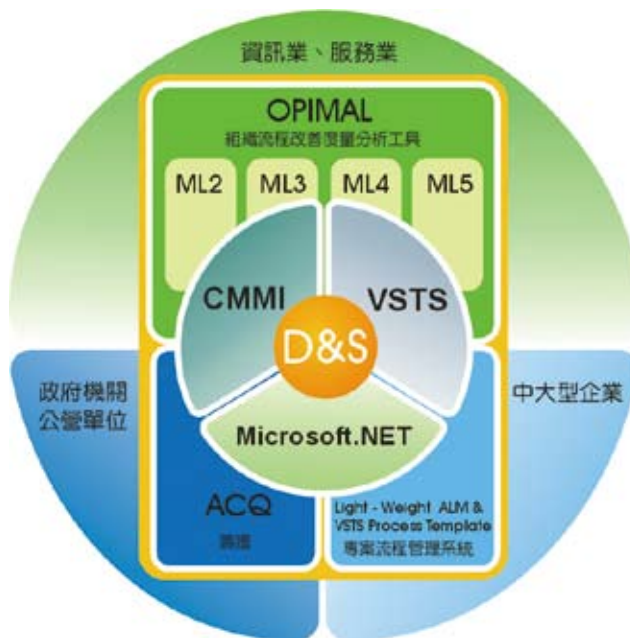 資訊業、服務業
OPIMAL
組織流程改善度量分析工具
ML2
ML3
ML4
ML5
CMMI
VSTS
D&S
政府機關
公營單位
中大型企業
Microsoft.NET
ACQ
Light - Weight ALM &
VSTS Process Template
專案流程管理系統